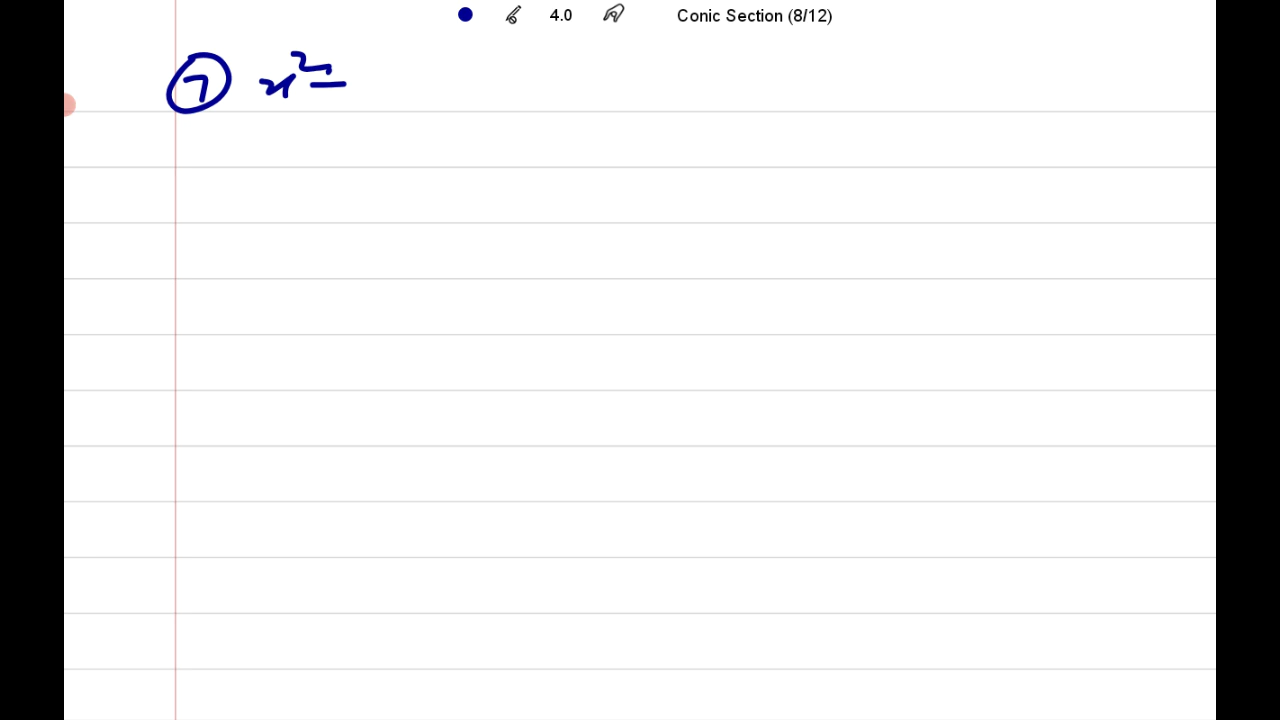 4.0 Conic Section (8/12)
7 x² =